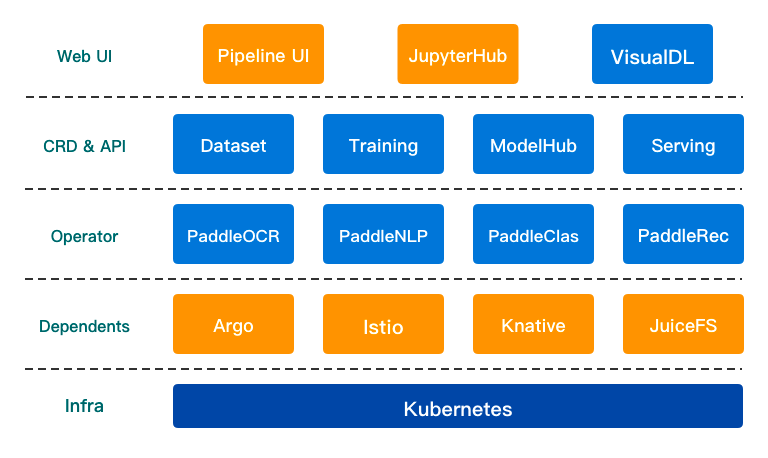 Web UI
Pipeline UI
JupyterHub
VisualDL
CRD & API
Dataset
Training
ModelHub
Serving
Operator
PaddleOCR
PaddleNLP
PaddleClas
PaddleRec
Dependents
Argo
Istio
Knative
JuiceFS
Infra
Kubernetes